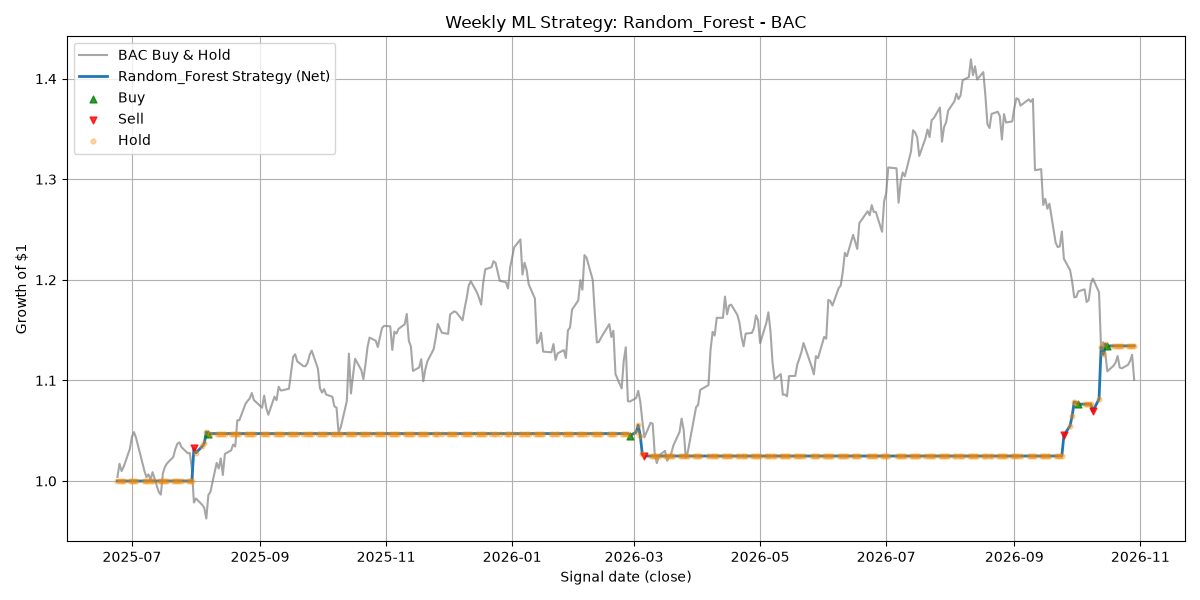 Weekly ML Strategy: Random_Forest - BAC
BAC Buy & Hold
Random_Forest Strategy (Net)
Buy
Sell
Hold
Growth of $1
1.4
1.3
1.2
1.1
1.0
2025-07
2025-09
2025-11
2026-01
2026-03
2026-05
2026-07
2026-09
2026-11
Signal date (close)